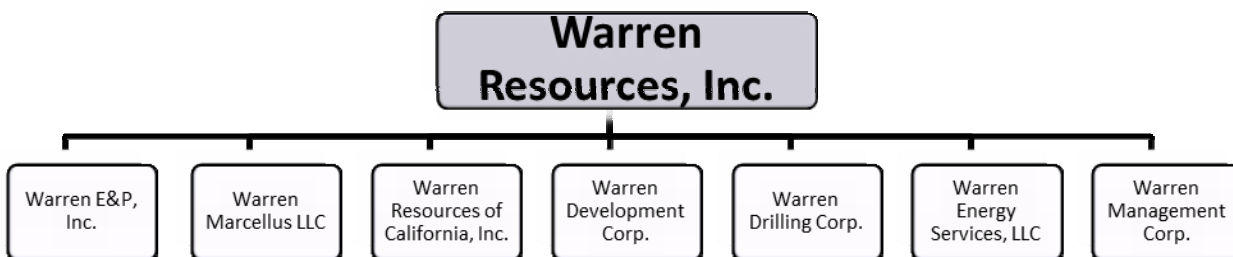 Warren
Resources, Inc.
Warren E&P,
Inc.
Warren
Marcellus LLC
Warren
Resources of
California, Inc.
Warren
Development
Corp.
Warren
Drilling Corp.
Warren
Energy
Services, LLC
Warren
Management
Corp.